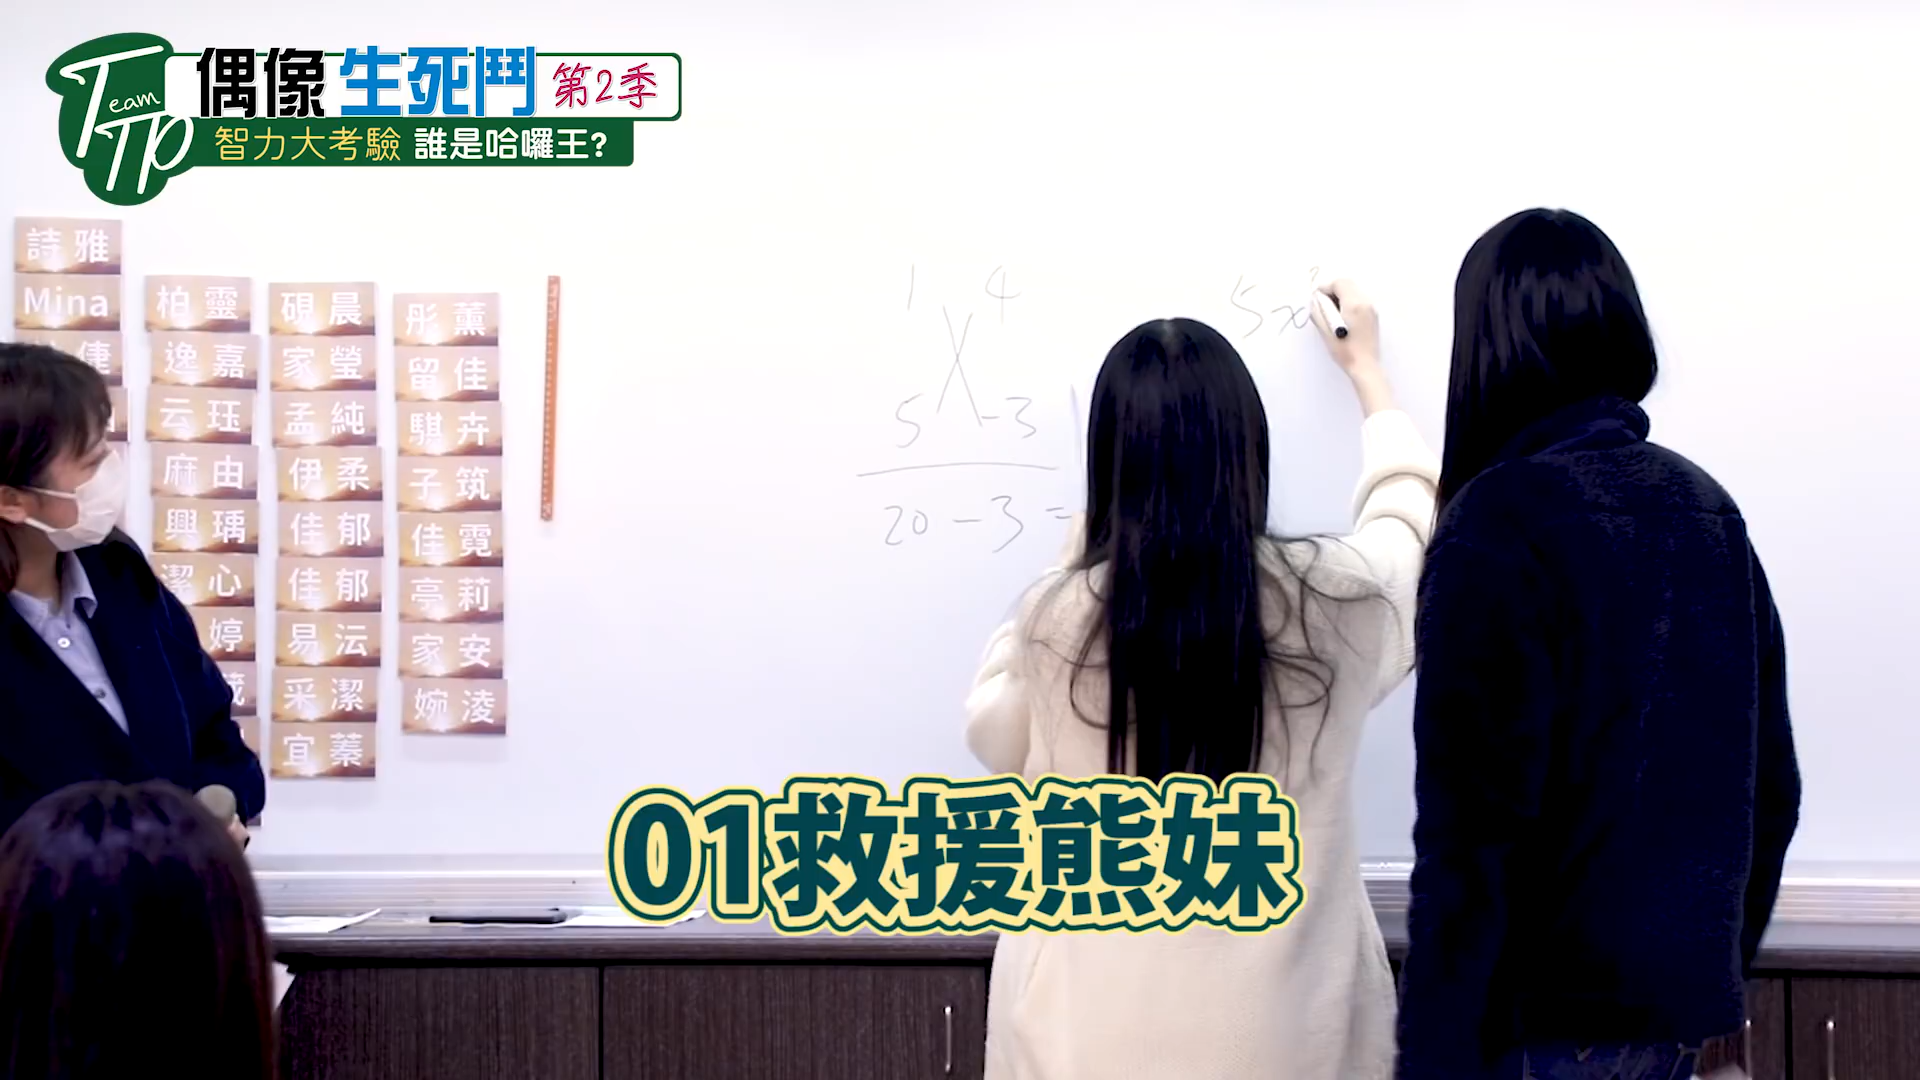 Team TP
偶像 生死鬥 第2季
智力大考驗 誰是哈囉王?
詩雅
Mina
倢
柏靈
逸嘉
云珏
麻由
興瑀
潔心
婷
硯晨
家瑩
孟純
伊柔
佳郁
佳郁
易沄
采潔
宜蓁
彤薰
留佳
騏卉
子筑
佳霓
亭莉
家安
婉淩
1 4
5 -3
20-3=
5x²
01救援熊妹